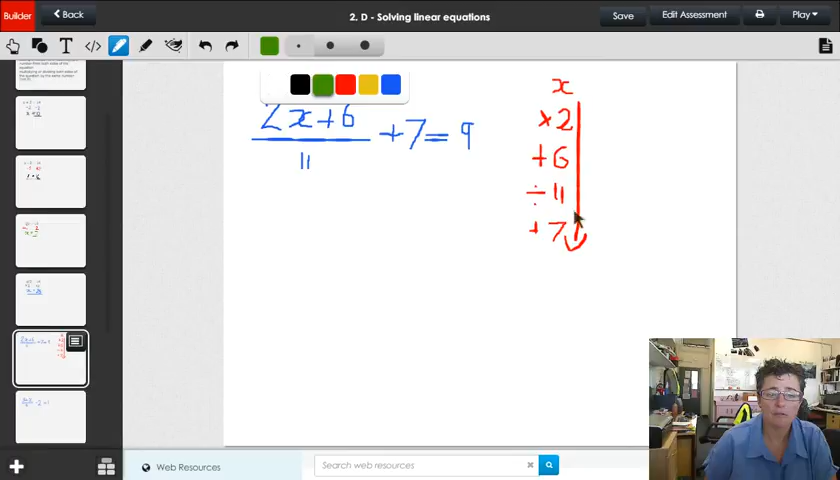 Builder
Back
2. D - Solving linear equations
Save
Edit Assessment
Play
2x+6
11
+7=9
x
×2
+6
÷11
+7
Web Resources
Search web resources